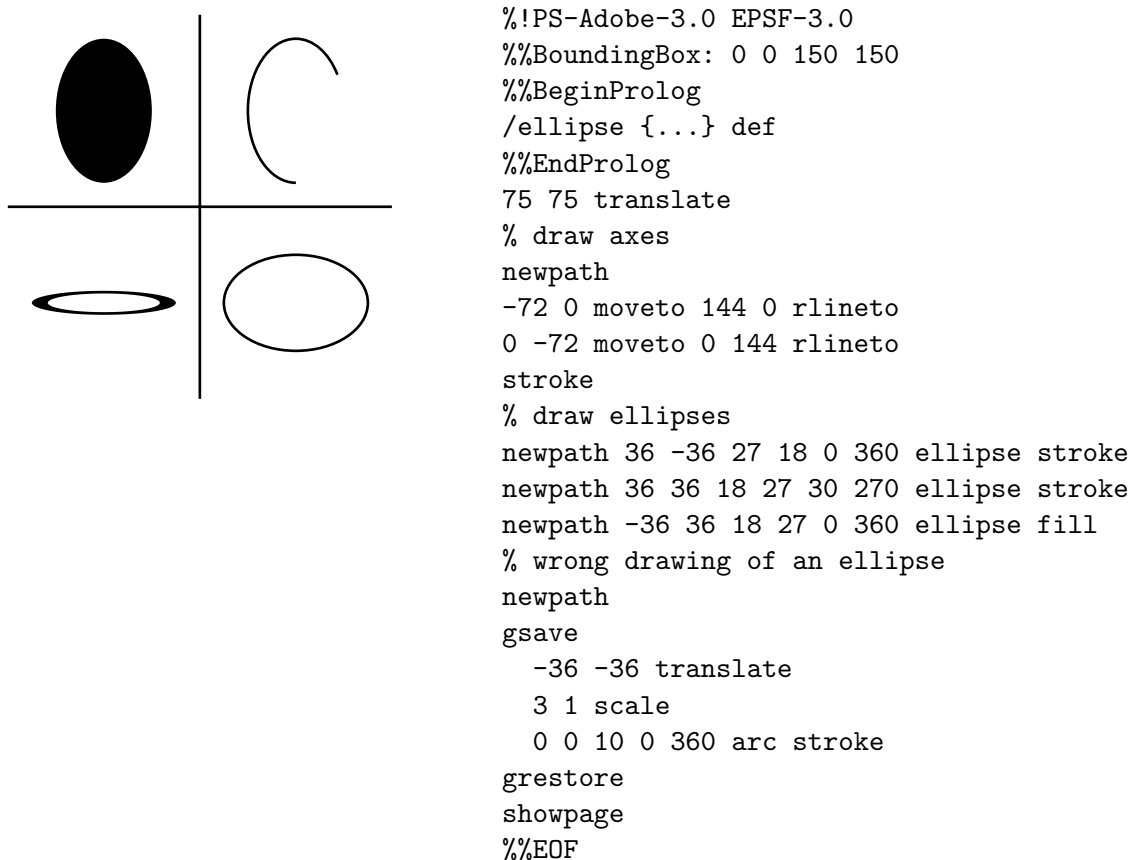 %!PS-Adobe-3.0 EPSF-3.0
%%BoundingBox: 0 0 150 150
%%BeginProlog
/ellipse {...} def
%%EndProlog
75 75 translate
% draw axes
newpath
-72 0 moveto 144 0 rlineto
0 -72 moveto 0 144 rlineto
stroke
% draw ellipses
newpath 36 -36 27 18 0 360 ellipse stroke
newpath 36 36 18 27 30 270 ellipse stroke
newpath -36 36 18 27 0 360 ellipse fill
% wrong drawing of an ellipse
newpath
gsave
  -36 -36 translate
  3 1 scale
  0 0 10 0 360 arc stroke
grestore
showpage
%%EOF